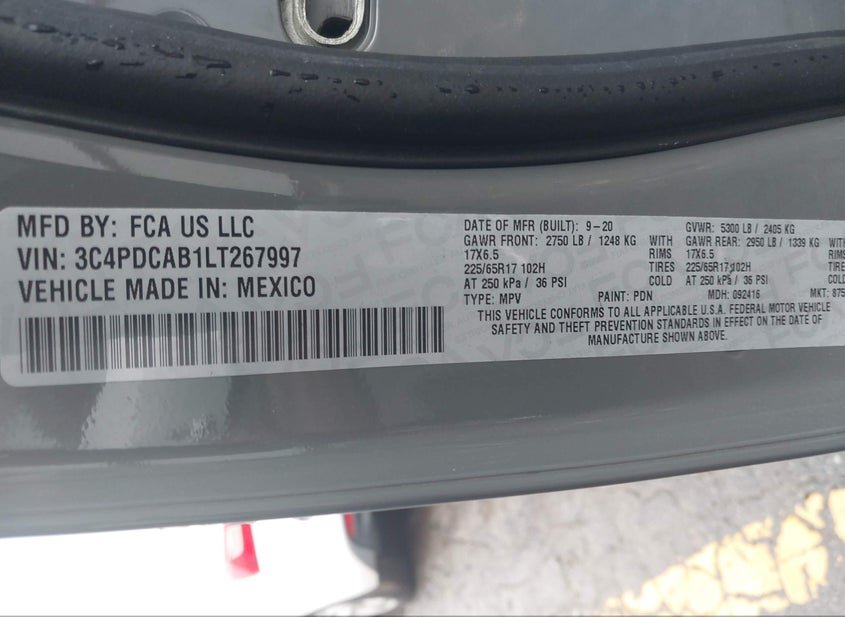 MFD BY: FCA US LLC
VIN: 3C4PDCAB1LT267997
VEHICLE MADE IN: MEXICO
DATE OF MFR (BUILT): 9-20 GVWR: 5300 LB / 2405 KG
GAWR FRONT: 2750 LB / 1248 KG WITH GAWR REAR: 2950 LB / 1339 KG
17X6.5 RIMS 17X6.5
225/65R17 102H TIRES 225/65R17 102H
AT 250 kPa / 36 PSI COLD AT 250 kPa / 36 PSI
TYPE: MPV PAINT: PDN MDH: 092416 MKT: 875
THIS VEHICLE CONFORMS TO ALL APPLICABLE U.S.A. FEDERAL MOTOR VEHICLE
SAFETY AND THEFT PREVENTION STANDARDS IN EFFECT ON THE DATE OF
MANUFACTURE SHOWN ABOVE.